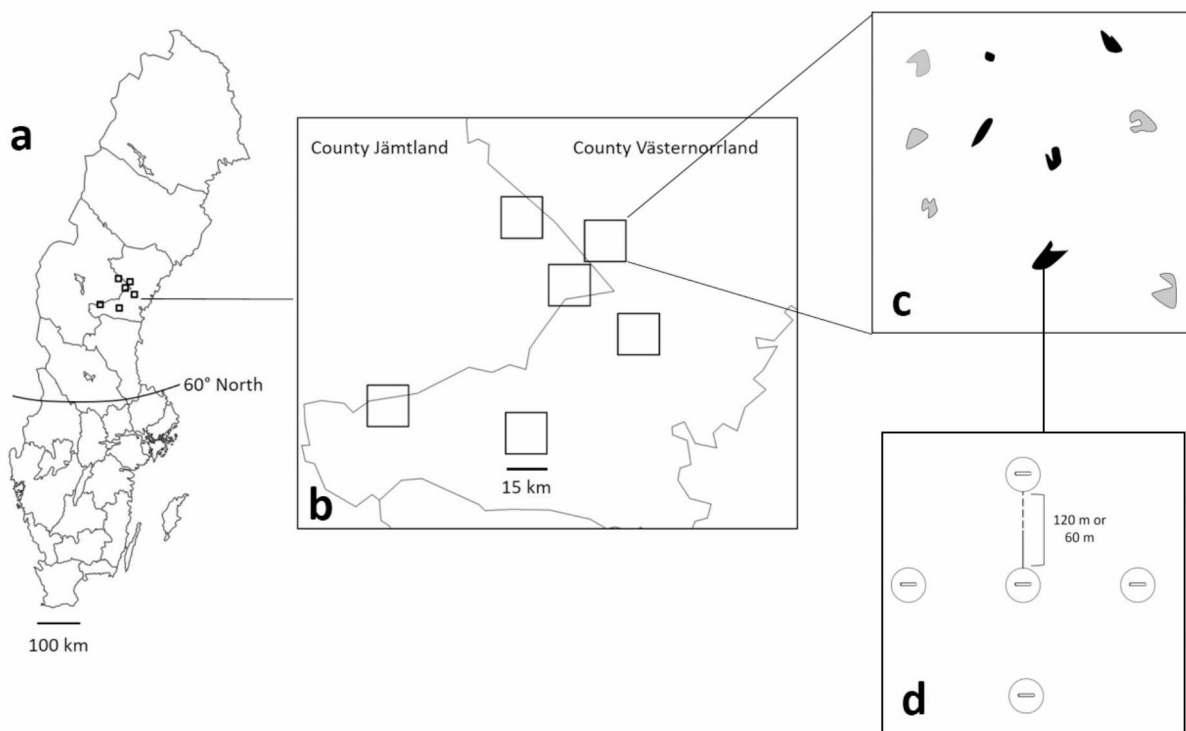 a
60° North
100 km
County Jämtland
County Västernorrland
15 km
b
c
120 m or
60 m
d